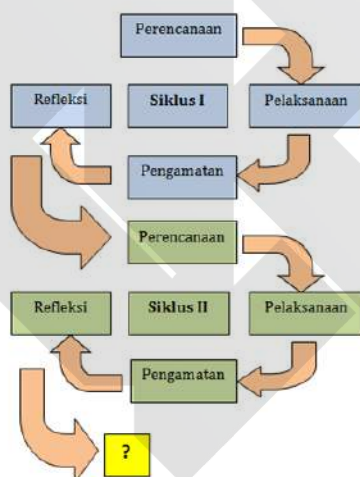 Perencanaan
Refleksi
Siklus I
Pelaksanaan
Pengamatan
Perencanaan
Refleksi
Siklus II
Pelaksanaan
Pengamatan
?